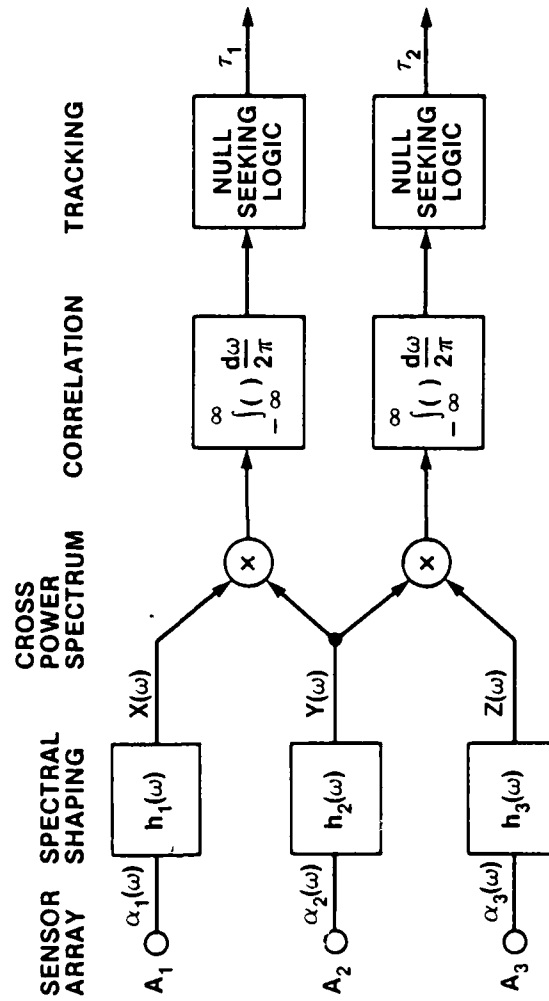 SENSOR ARRAY
SPECTRAL SHAPING
CROSS POWER SPECTRUM
CORRELATION
TRACKING
A₁
α₁(ω)
h₁(ω)
X(ω)
×
∞ ∫ ( ) dω/2π -∞
NULL SEEKING LOGIC
τ₁
A₂
α₂(ω)
h₂(ω)
Y(ω)
A₃
α₃(ω)
h₃(ω)
Z(ω)
×
∞ ∫ ( ) dω/2π -∞
NULL SEEKING LOGIC
τ₂